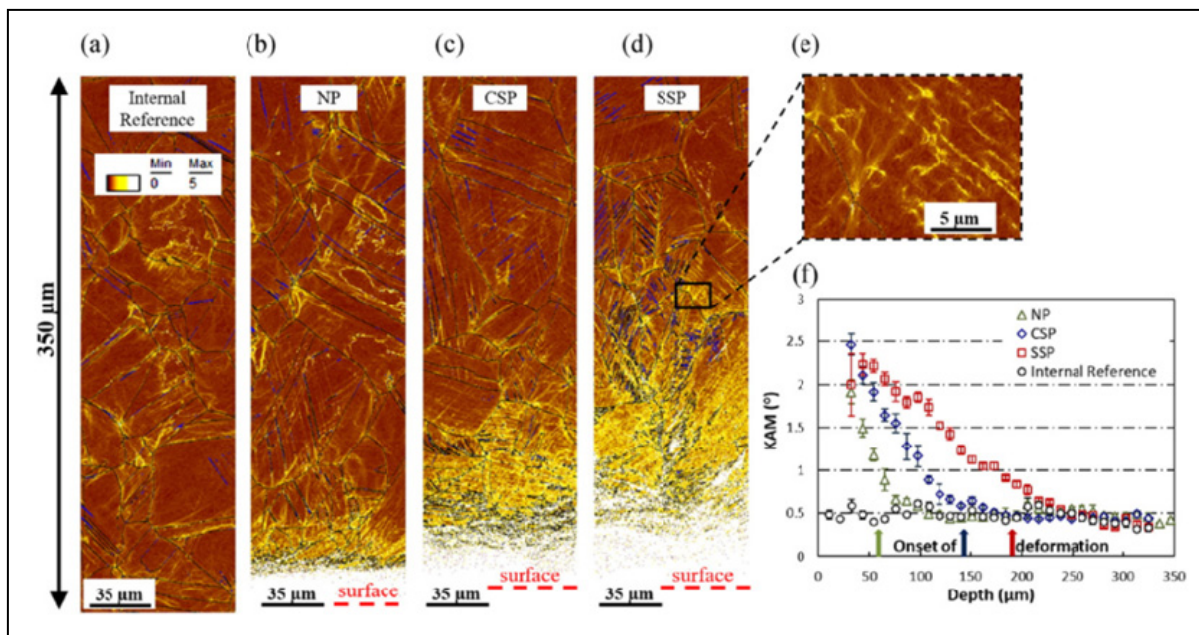 (a)
(b)
(c)
(d)
(e)
Internal
Reference
NP
CSP
SSP
Min
Max
0
5
350 µm
5 µm
(f)
3
2.5
2
1.5
1
0.5
0
KAM (°)
NP
CSP
SSP
Internal Reference
Onset of deformation
0 50 100 150 200 250 300 350
Depth (µm)
35 µm
35 µm
surface
35 µm
surface
35 µm
surface